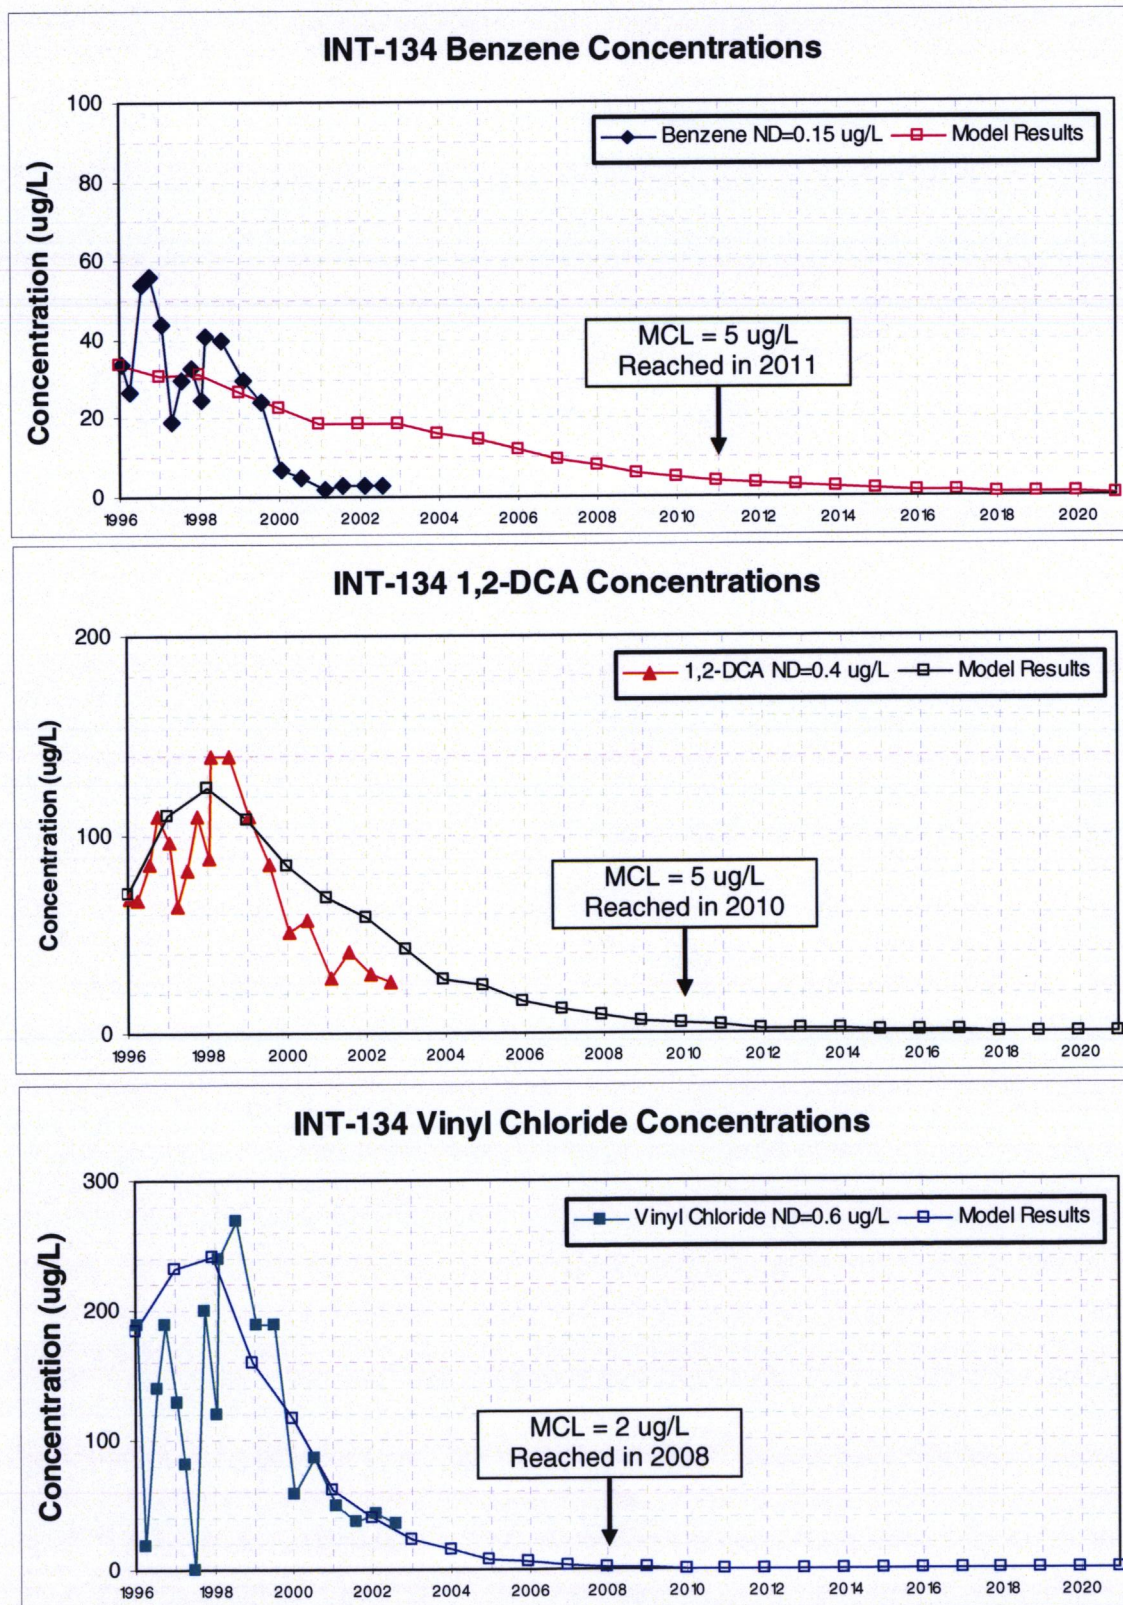 INT-134 Benzene Concentrations
Benzene ND=0.15 ug/L Model Results
Concentration (ug/L)
100
80
60
40
20
0
MCL = 5 ug/L
Reached in 2011
1996 1998 2000 2002 2004 2006 2008 2010 2012 2014 2016 2018 2020
INT-134 1,2-DCA Concentrations
1,2-DCA ND=0.4 ug/L Model Results
Concentration (ug/L)
200
100
0
MCL = 5 ug/L
Reached in 2010
1996 1998 2000 2002 2004 2006 2008 2010 2012 2014 2016 2018 2020
INT-134 Vinyl Chloride Concentrations
Vinyl Chloride ND=0.6 ug/L Model Results
Concentration (ug/L)
300
200
100
0
MCL = 2 ug/L
Reached in 2008
1996 1998 2000 2002 2004 2006 2008 2010 2012 2014 2016 2018 2020